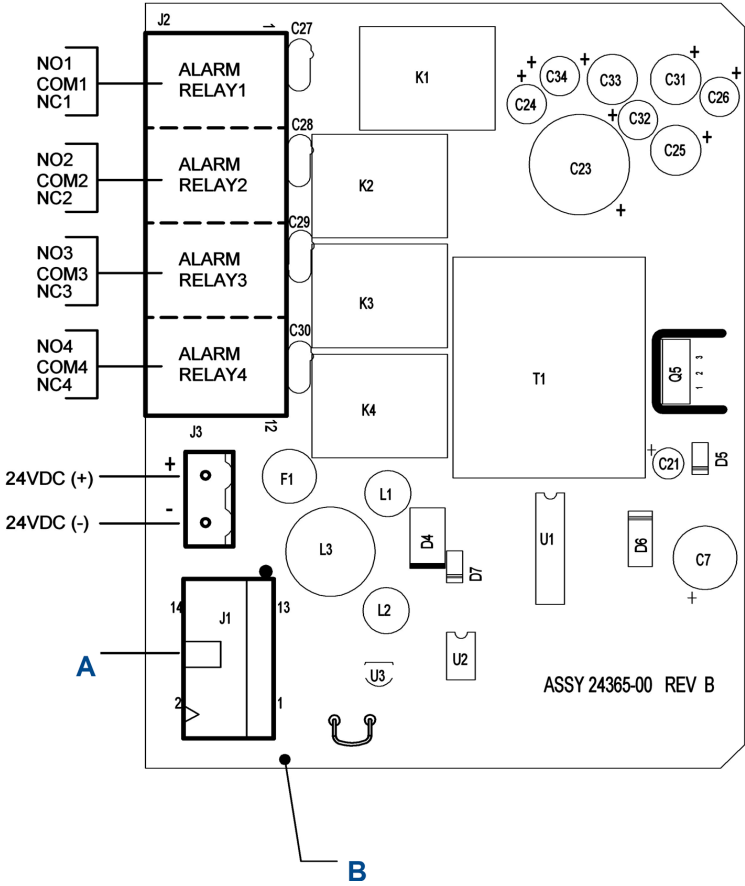 J2
1
C27
NO1
COM1
NC1
ALARM
RELAY1
K1
C24
C34
C33
C32
C31
C26
C25
C23
C28
NO2
COM2
NC2
ALARM
RELAY2
K2
C29
NO3
COM3
NC3
ALARM
RELAY3
K3
C30
NO4
COM4
NC4
ALARM
RELAY4
K4
12
T1
Q5
1 2 3
J3
24VDC (+)
+
24VDC (-)
-
F1
L1
L3
L2
D4
D7
U1
C21
D5
D6
C7
14
J1
13
A
2
1
U3
U2
ASSY 24365-00 REV B
B